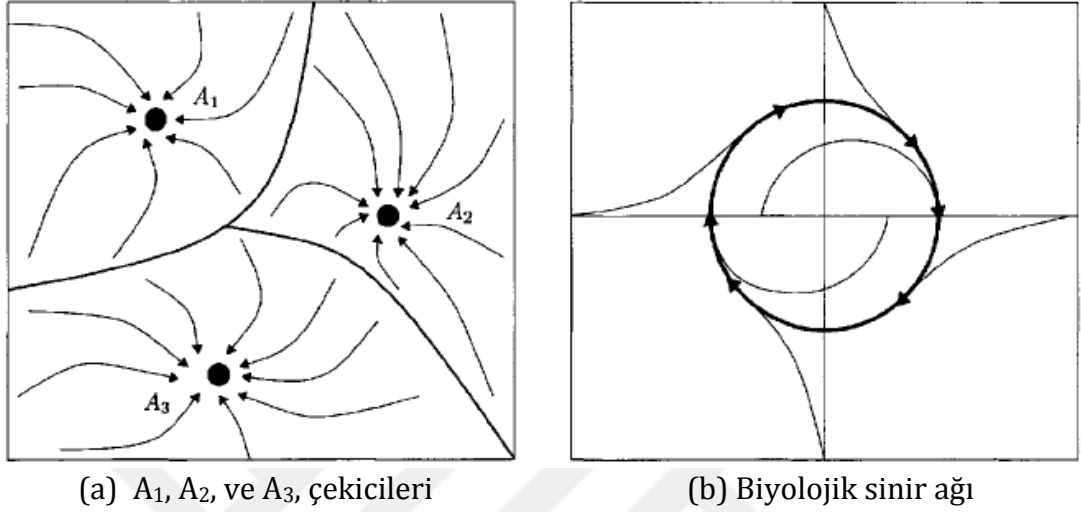 A₁
A₂
A₃
(a) A₁, A₂, ve A₃, çekicileri
(b) Biyolojik sinir ağı